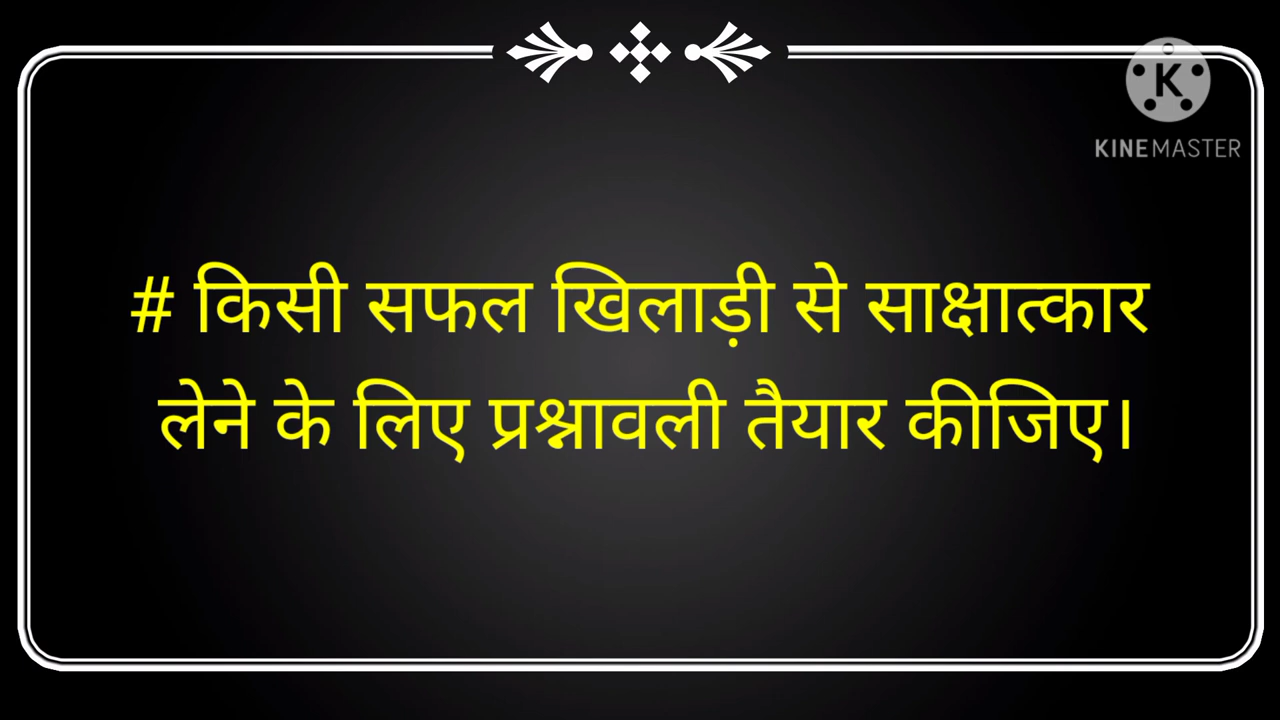 KINEMASTER
# किसी सफल खिलाड़ी से साक्षात्कार
लेने के लिए प्रश्नावली तैयार कीजिए।